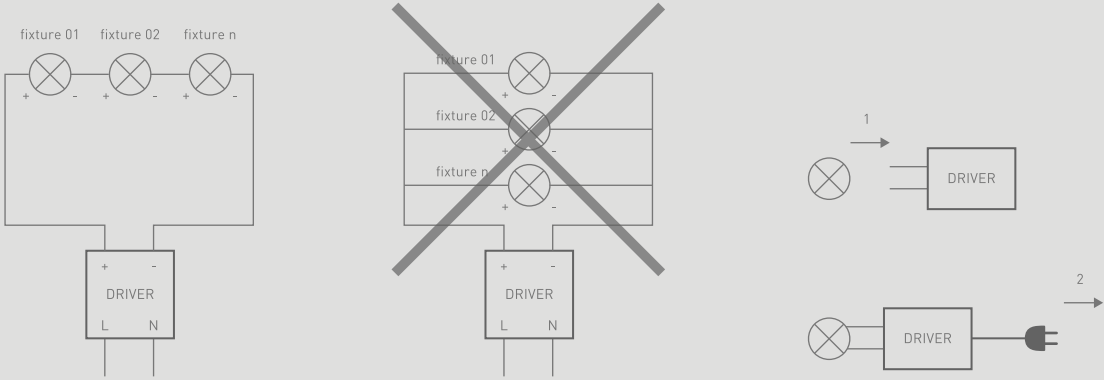 fixture 01 fixture 02 fixture n
+ - + - + -
+ -
DRIVER
L N
fixture 01
+ -
fixture 02
+ -
fixture n
+ -
+ -
DRIVER
L N
1
DRIVER
2
DRIVER